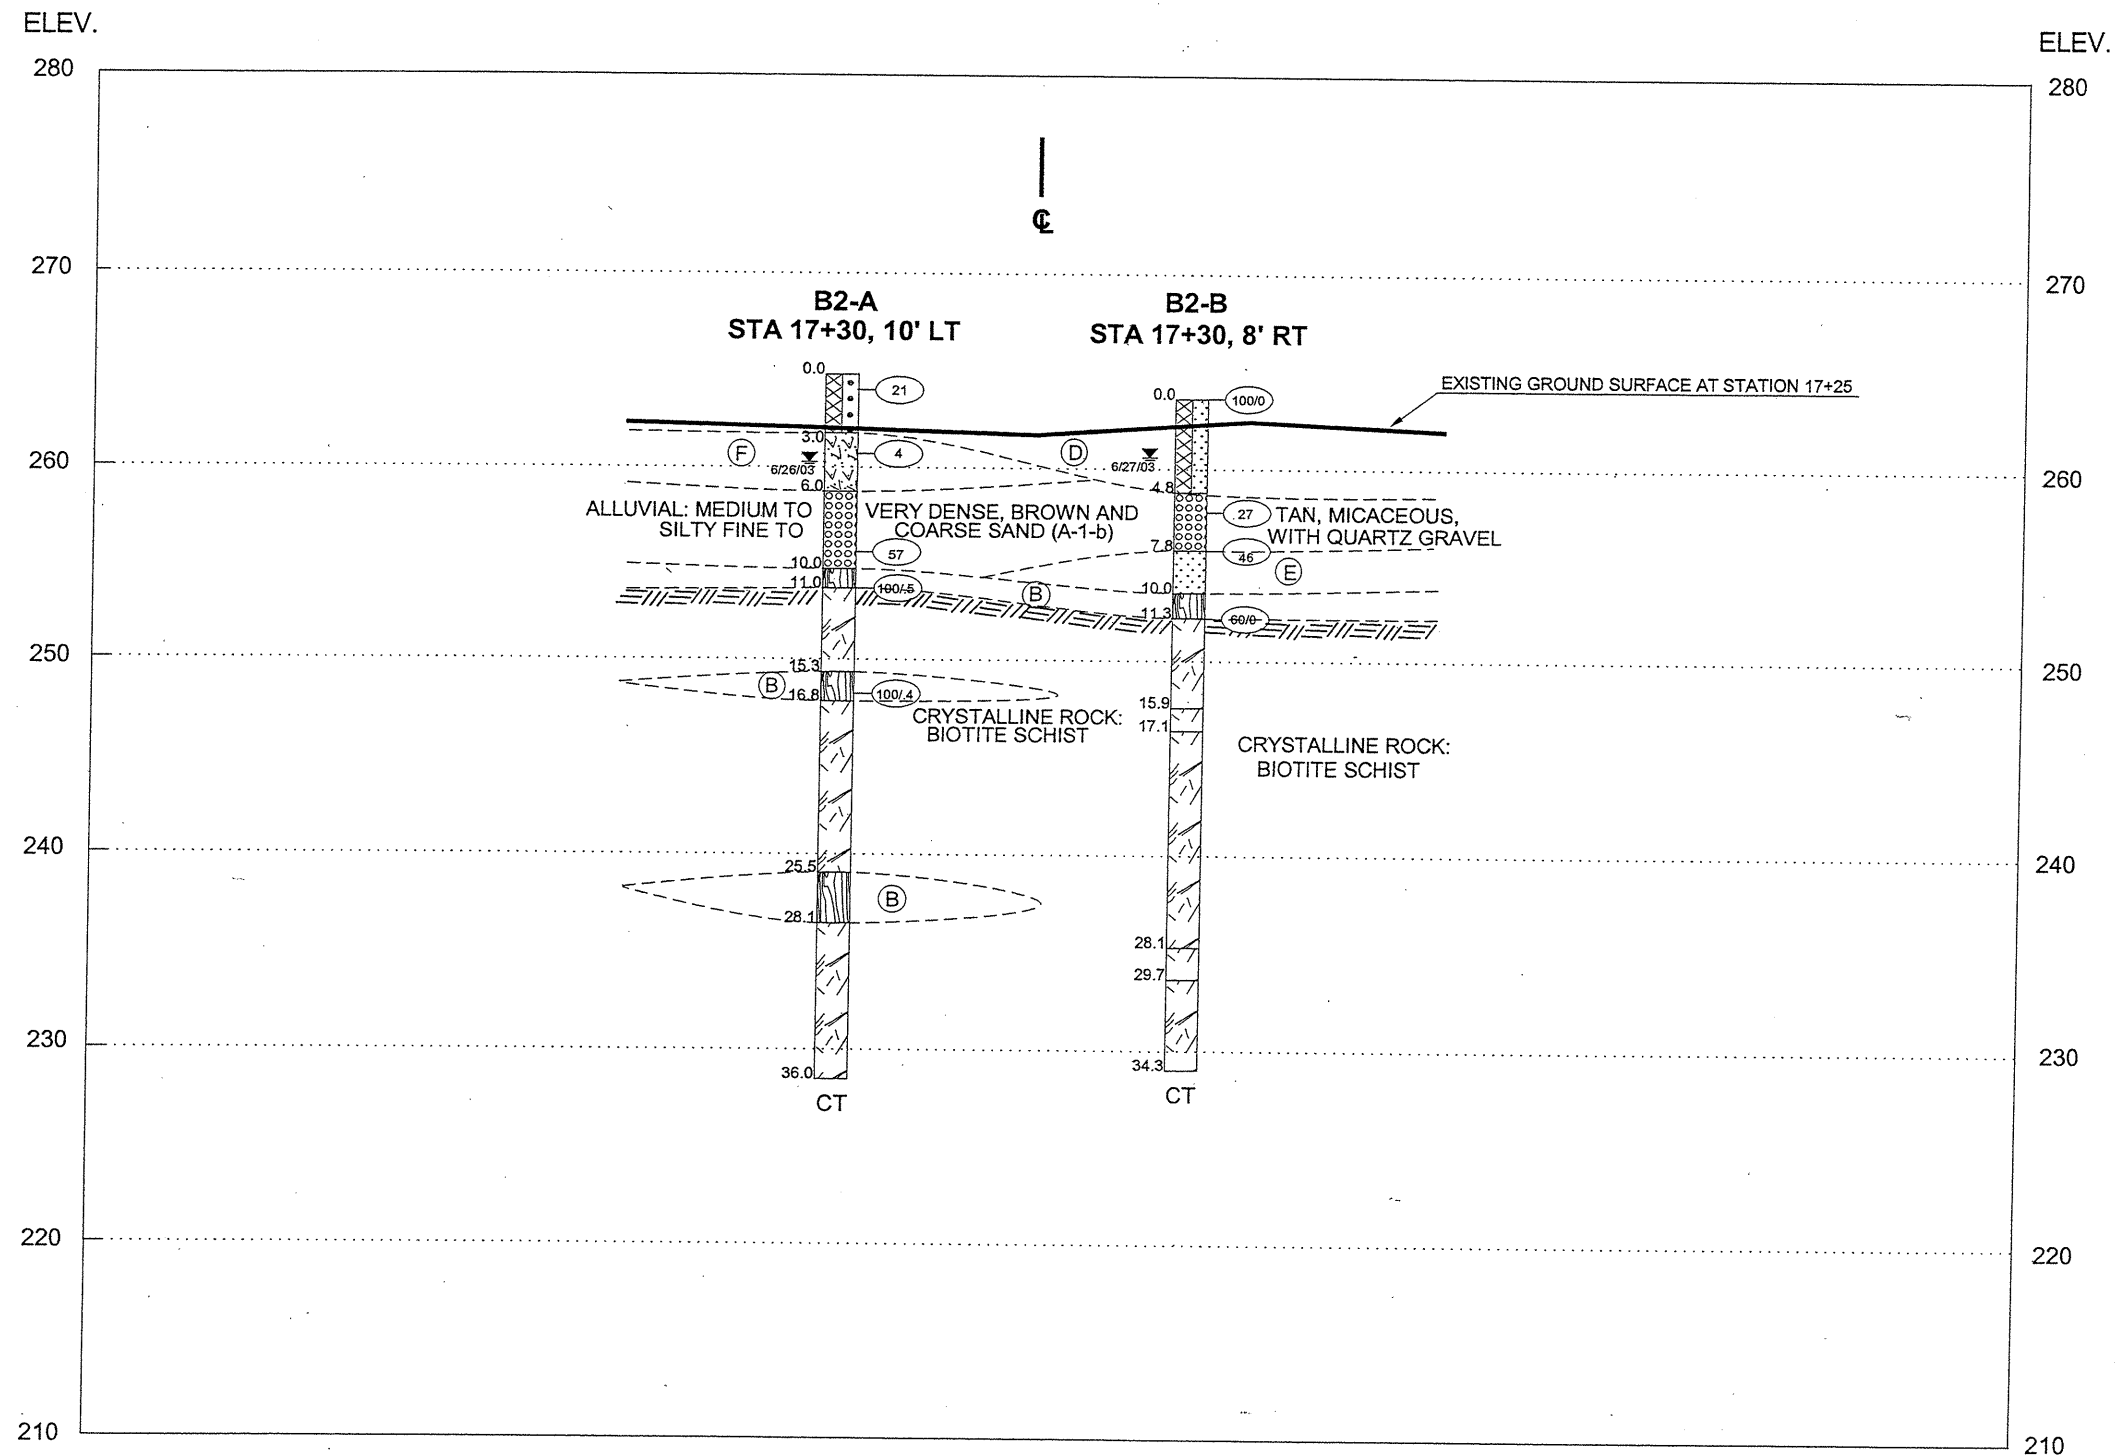 ELEV.
ELEV.
280
280
℄
270
270
B2-A
STA 17+30, 10' LT
B2-B
STA 17+30, 8' RT
0.0
21
0.0
100/0
EXISTING GROUND SURFACE AT STATION 17+25
3.0
F
4
D
260
6/26/03
6/27/03
260
6.0
4.8
ALLUVIAL: MEDIUM TO VERY DENSE, BROWN AND 27 TAN, MICACEOUS,
SILTY FINE TO COARSE SAND (A-1-b) WITH QUARTZ GRAVEL
57
7.8
46
10.0
E
11.0
100/.5
B
10.0
11.3
60/0
250
250
15.3
B
16.8
100/.4
15.9
CRYSTALLINE ROCK:
BIOTITE SCHIST
17.1
CRYSTALLINE ROCK:
BIOTITE SCHIST
240
240
25.5
B
28.1
28.1
29.7
230
230
36.0
34.3
CT
CT
220
220
210
210